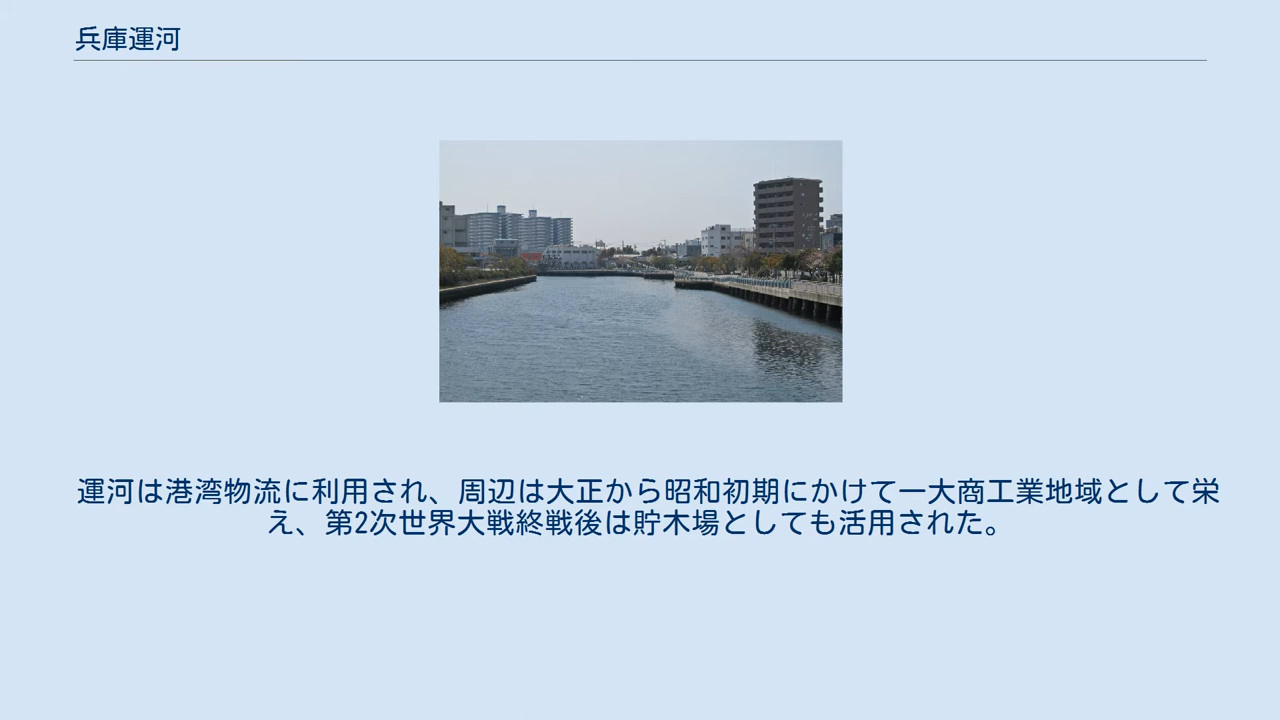 兵庫運河
運河は港湾物流に利用され、周辺は大正から昭和初期にかけて一大商工業地域として栄
え、第2次世界大戦終戦後は貯木場としても活用された。